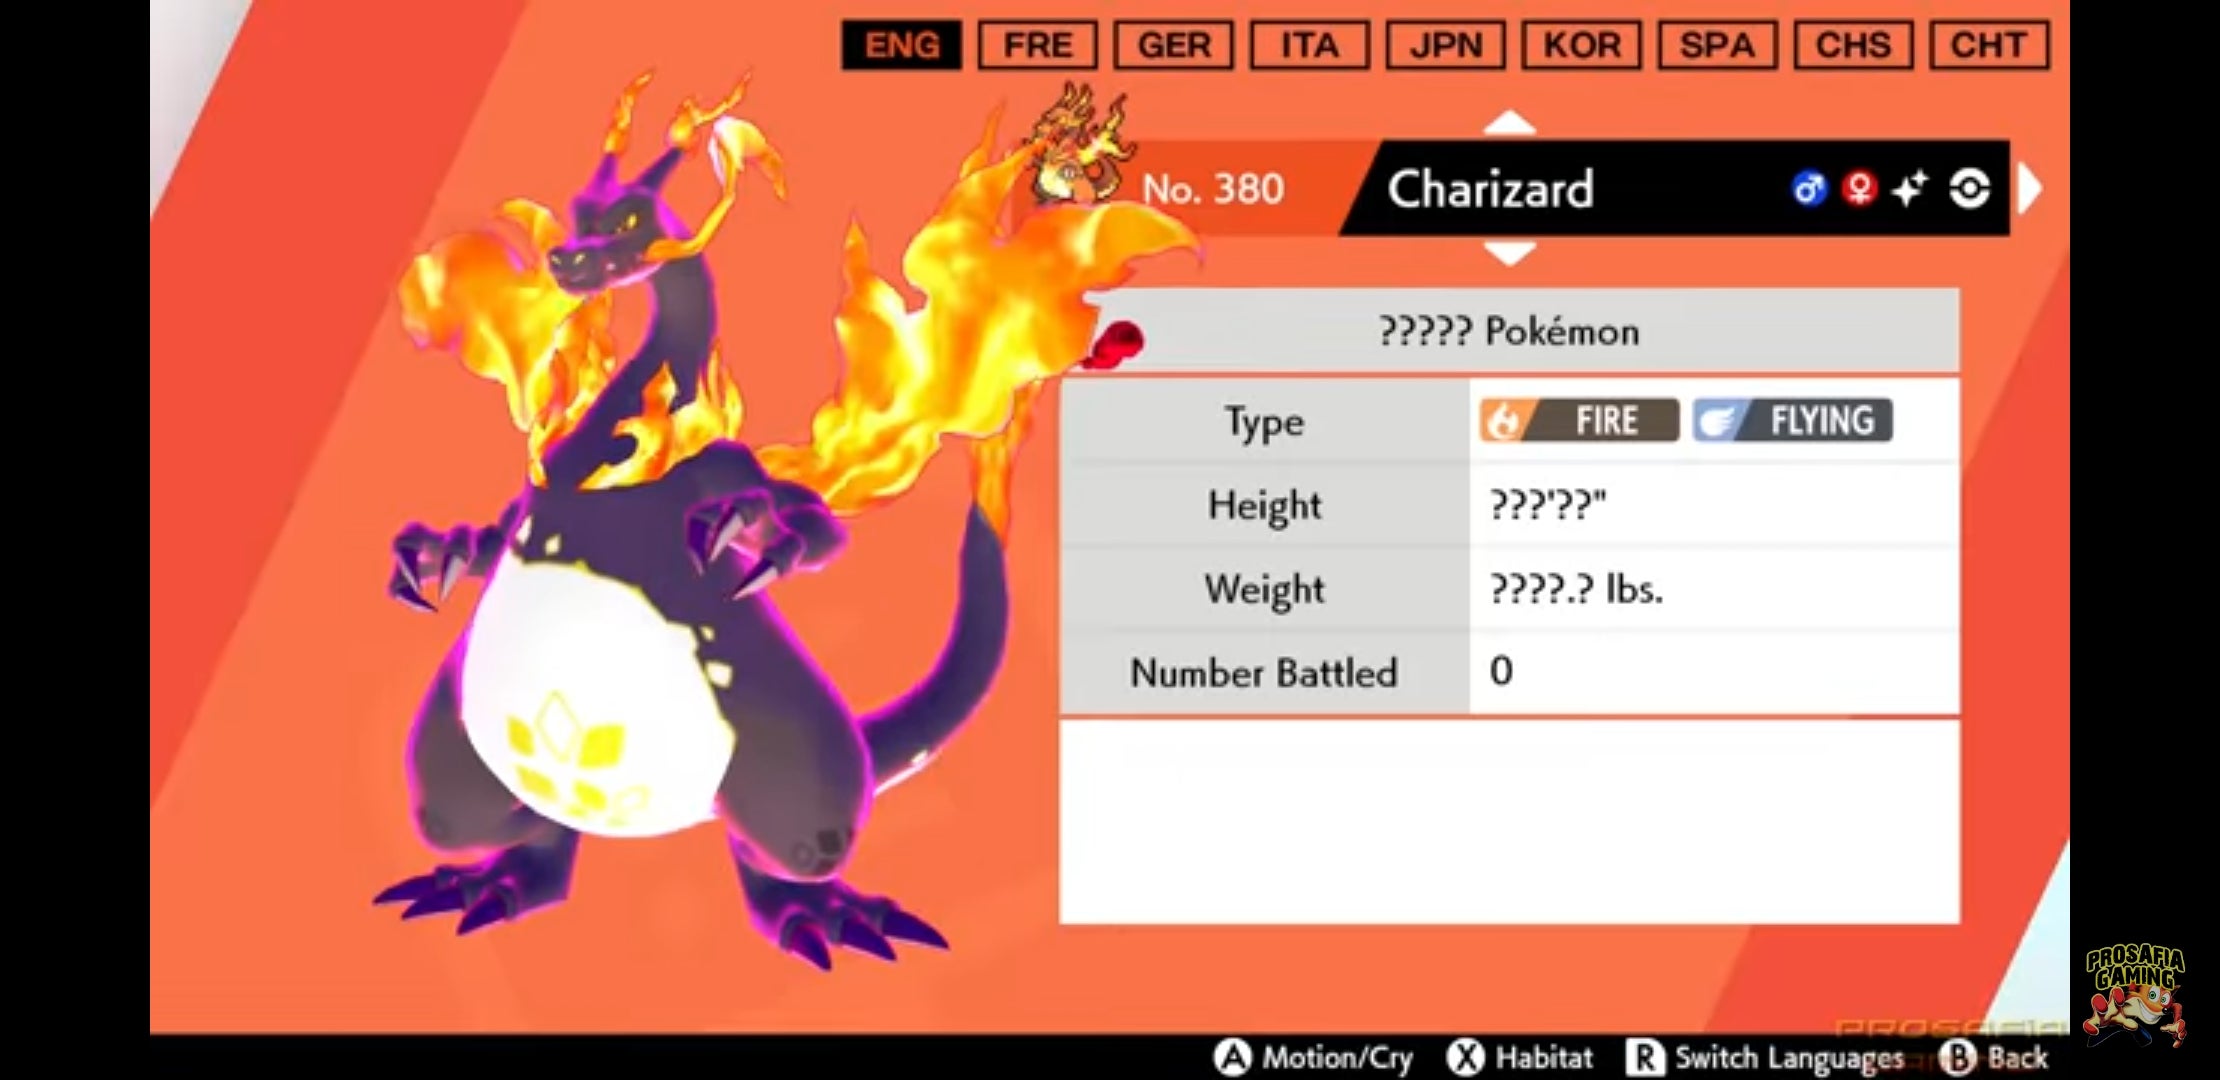 ENG FRE GER ITA JPN KOR SPA CHS CHT
No. 380 Charizard
????? Pokémon
Type FIRE FLYING
Height ???'??"
Weight ????.? lbs.
Number Battled 0
PROSAFIA
GAMING
PROSAFIA
A Motion/Cry X Habitat R Switch Languages B Back